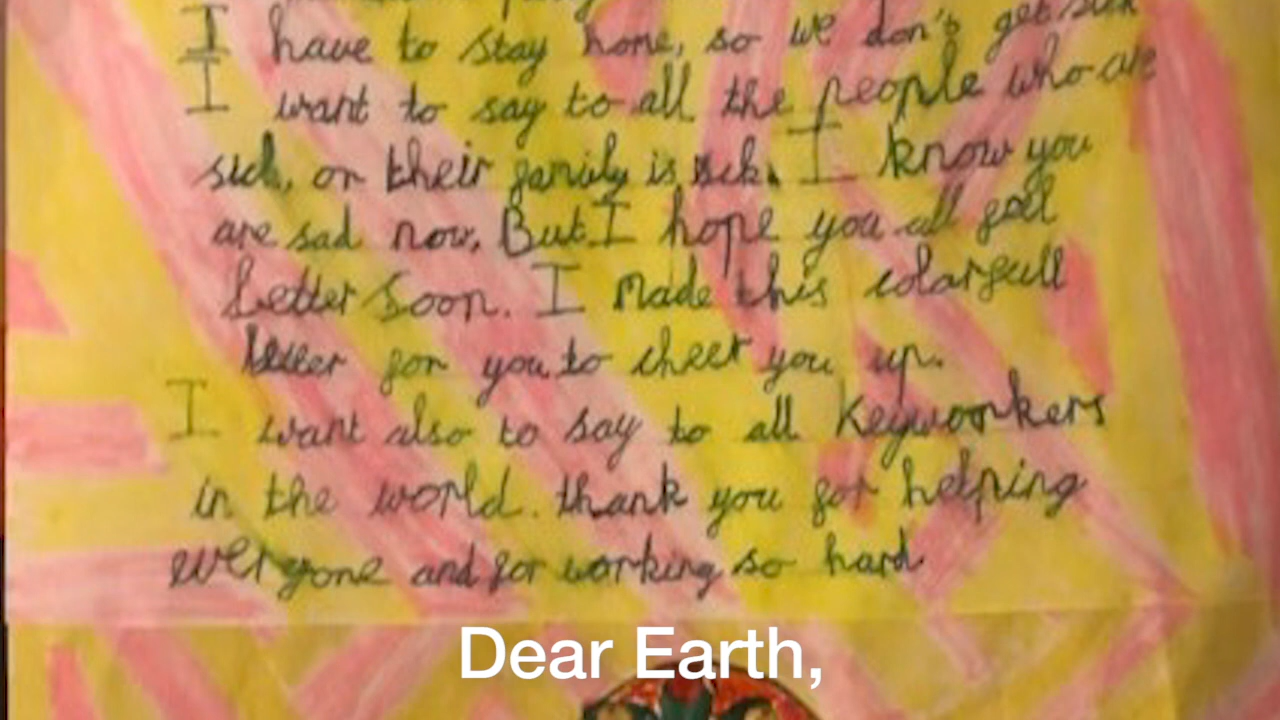 I have to stay home, so we don't get sick
I want to say to all the people who are
sick, or their family is sick. I know you
are sad now, But I hope you all feel
better soon. I made this colarfull
letter for you to cheer you up.
I want also to say to all Keyworkers
in the world. thank you for helping
everyone and for working so hard
Dear Earth,